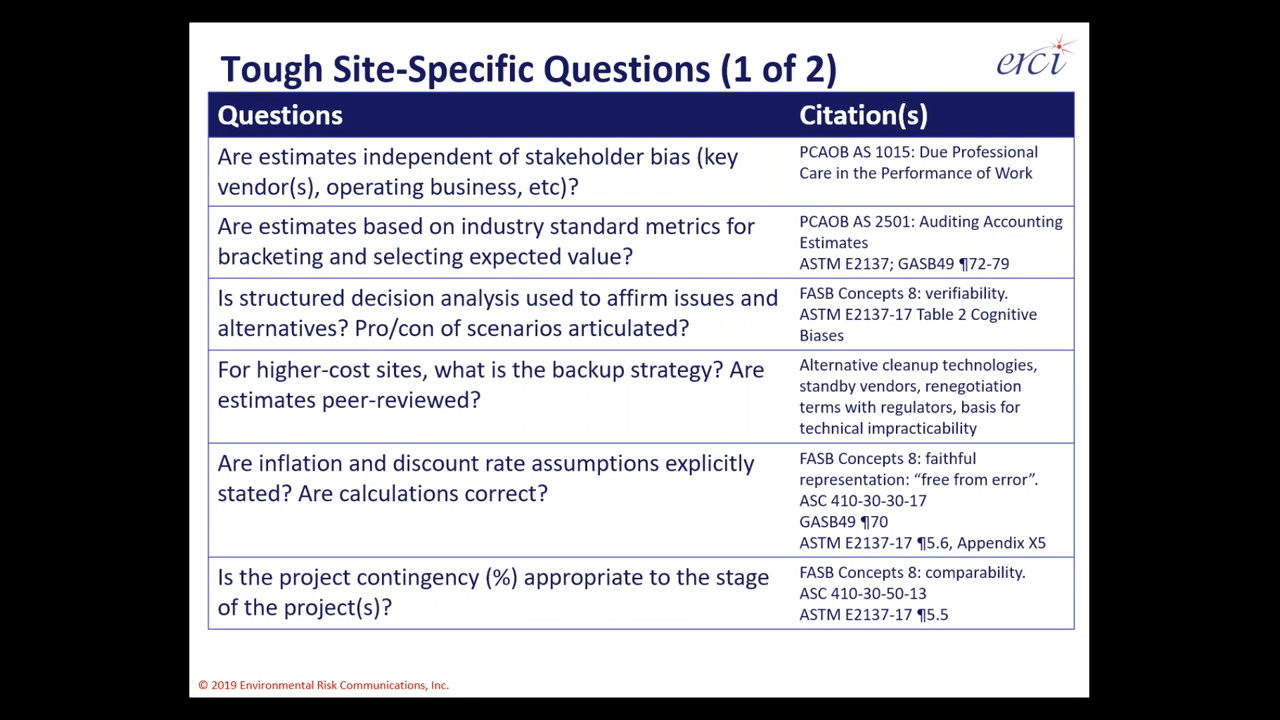 Tough Site-Specific Questions (1 of 2)
erci
Questions
Citation(s)
Are estimates independent of stakeholder bias (key
vendor(s), operating business, etc)?
PCAOB AS 1015: Due Professional
Care in the Performance of Work
Are estimates based on industry standard metrics for
bracketing and selecting expected value?
PCAOB AS 2501: Auditing Accounting
Estimates
ASTM E2137; GASB49 ¶72-79
Is structured decision analysis used to affirm issues and
alternatives? Pro/con of scenarios articulated?
FASB Concepts 8: verifiability.
ASTM E2137-17 Table 2 Cognitive
Biases
For higher-cost sites, what is the backup strategy? Are
estimates peer-reviewed?
Alternative cleanup technologies,
standby vendors, renegotiation
terms with regulators, basis for
technical impracticability
Are inflation and discount rate assumptions explicitly
stated? Are calculations correct?
FASB Concepts 8: faithful
representation: “free from error”.
ASC 410-30-30-17
GASB49 ¶70
ASTM E2137-17 ¶5.6, Appendix X5
Is the project contingency (%) appropriate to the stage
of the project(s)?
FASB Concepts 8: comparability.
ASC 410-30-50-13
ASTM E2137-17 ¶5.5
© 2019 Environmental Risk Communications, Inc.